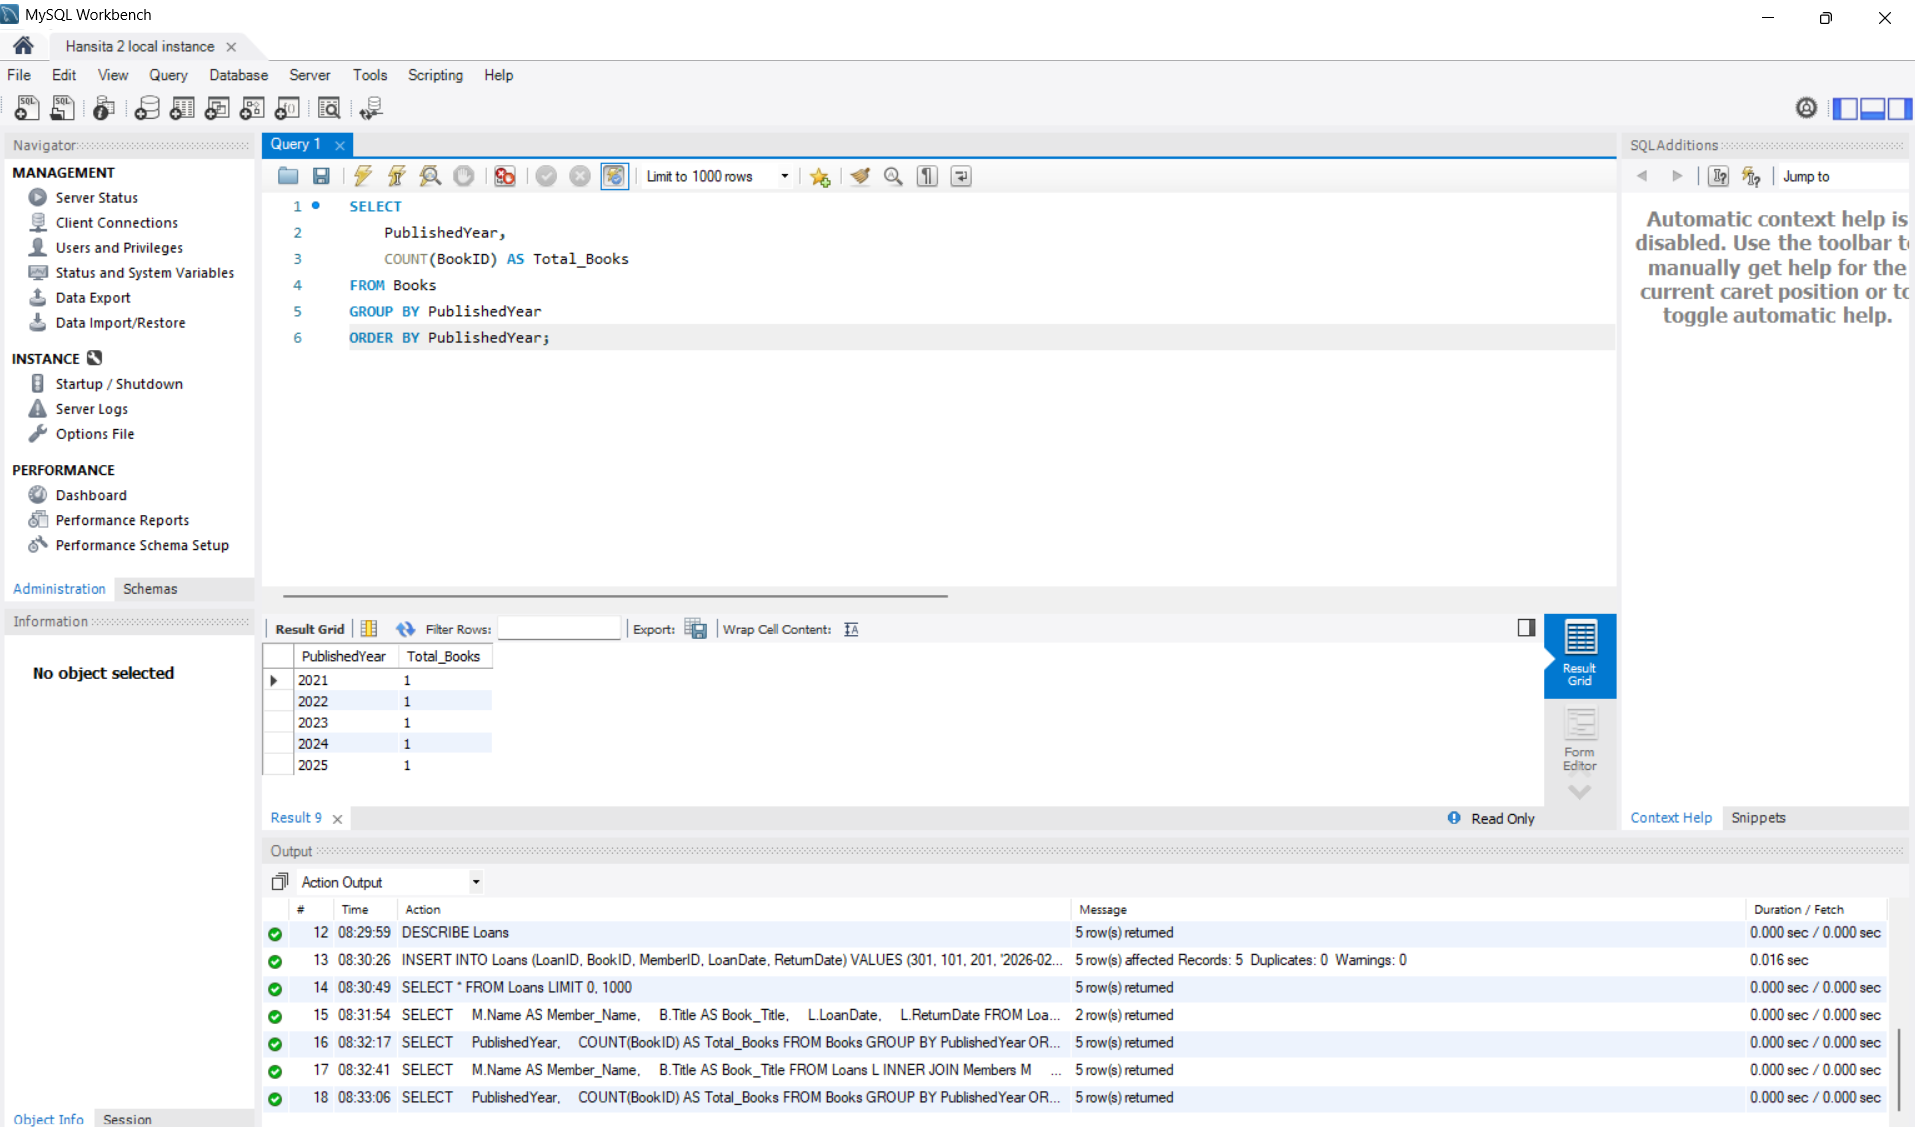 MySQL Workbench
Hansita 2 local instance
File Edit View Query Database Server Tools Scripting Help
Navigator
MANAGEMENT
Server Status
Client Connections
Users and Privileges
Status and System Variables
Data Export
Data Import/Restore
INSTANCE
Startup / Shutdown
Server Logs
Options File
PERFORMANCE
Dashboard
Performance Reports
Performance Schema Setup
Administration Schemas
Information
No object selected
Object Info Session
Query 1
Limit to 1000 rows
1 SELECT
2 PublishedYear,
3 COUNT(BookID) AS Total_Books
4 FROM Books
5 GROUP BY PublishedYear
6 ORDER BY PublishedYear;
Result Grid Filter Rows: Export: Wrap Cell Content:
PublishedYear Total_Books
2021 1
2022 1
2023 1
2024 1
2025 1
Result
Grid
Form
Editor
Result 9 Read Only
SQLAdditions
Jump to
Automatic context help is
disabled. Use the toolbar t
manually get help for the
current caret position or to
toggle automatic help.
Context Help Snippets
Output
Action Output
# Time Action Message Duration / Fetch
12 08:29:59 DESCRIBE Loans 5 row(s) returned 0.000 sec / 0.000 sec
13 08:30:26 INSERT INTO Loans (LoanID, BookID, MemberID, LoanDate, ReturnDate) VALUES (301, 101, 201, '2026-02... 5 row(s) affected Records: 5 Duplicates: 0 Warnings: 0 0.016 sec
14 08:30:49 SELECT * FROM Loans LIMIT 0, 1000 5 row(s) returned 0.000 sec / 0.000 sec
15 08:31:54 SELECT M.Name AS Member_Name, B.Title AS Book_Title, L.LoanDate, L.ReturnDate FROM Loa... 2 row(s) returned 0.000 sec / 0.000 sec
16 08:32:17 SELECT PublishedYear, COUNT(BookID) AS Total_Books FROM Books GROUP BY PublishedYear OR... 5 row(s) returned 0.000 sec / 0.000 sec
17 08:32:41 SELECT M.Name AS Member_Name, B.Title AS Book_Title FROM Loans L INNER JOIN Members M ... 5 row(s) returned 0.000 sec / 0.000 sec
18 08:33:06 SELECT PublishedYear, COUNT(BookID) AS Total_Books FROM Books GROUP BY PublishedYear OR... 5 row(s) returned 0.000 sec / 0.000 sec